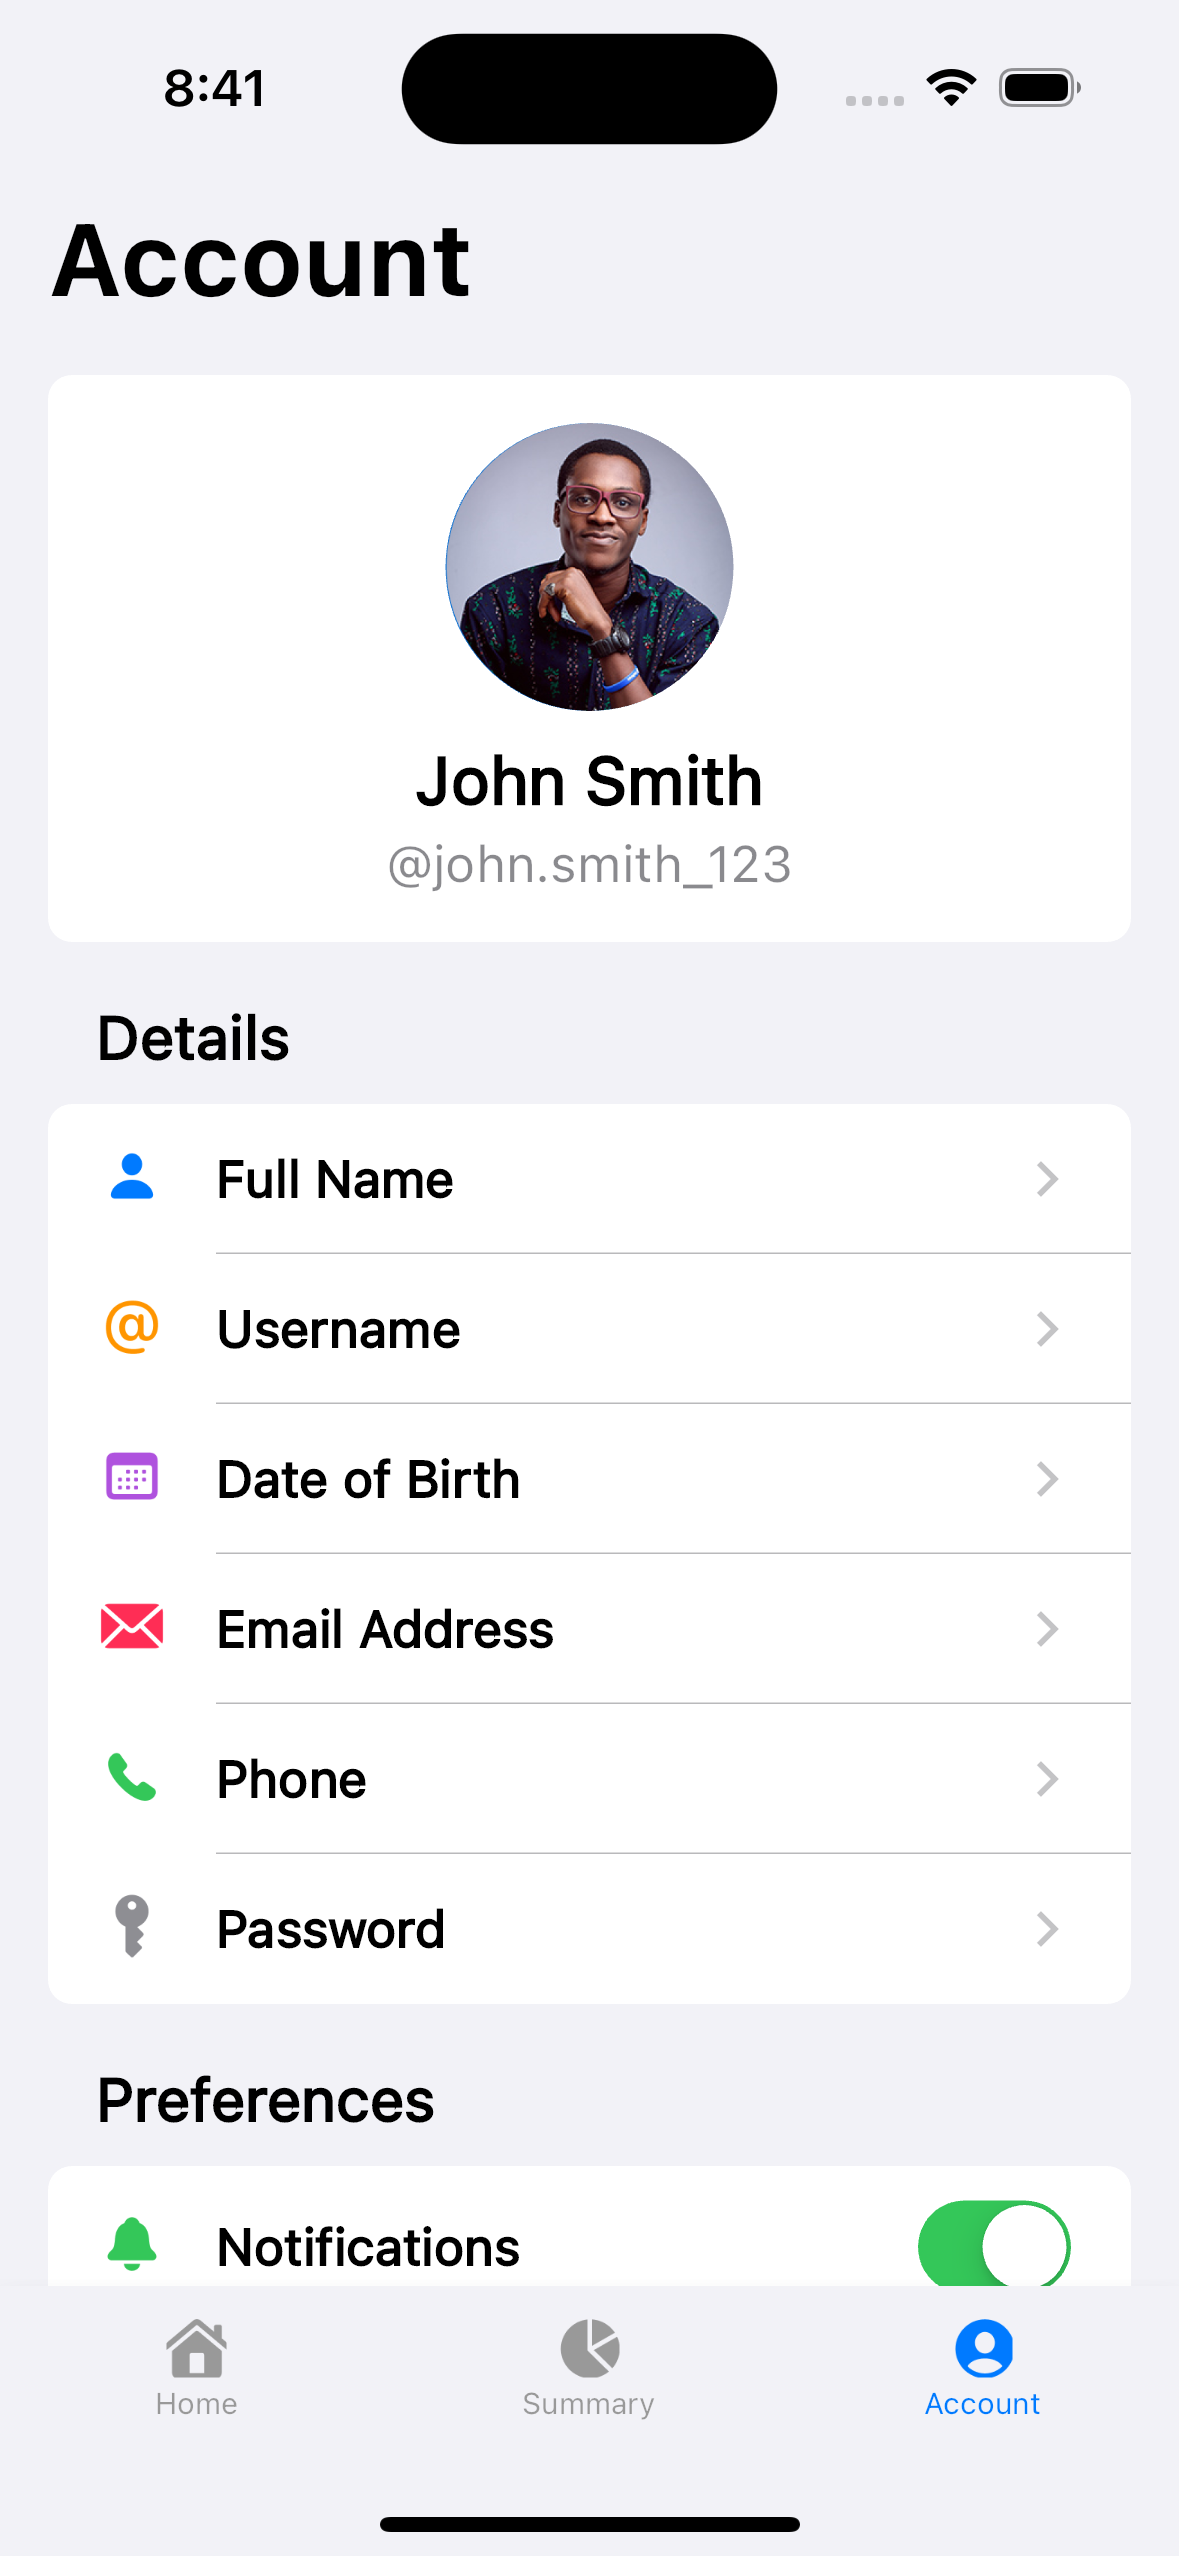 8:41
Account
John Smith
@john.smith_123
Details
Full Name
Username
Date of Birth
Email Address
Phone
Password
Preferences
Notifications
Home
Summary
Account